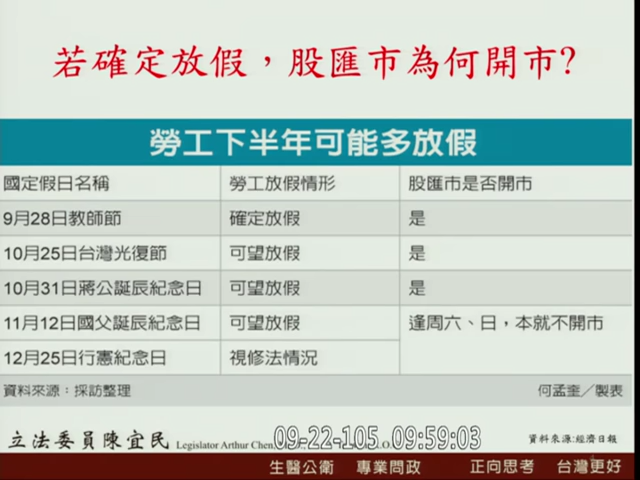 若確定放假，股匯市為何開市?
勞工下半年可能多放假
國定假日名稱 勞工放假情形 股匯市是否開市
9月28日教師節 確定放假 是
10月25日台灣光復節 可望放假 是
10月31日蔣公誕辰紀念日 可望放假 是
11月12日國父誕辰紀念日 可望放假 逢周六、日，本就不開市
12月25日行憲紀念日 視修法情況
資料來源：採訪整理 何孟奎／製表
立法委員陳宜民 Legislator Arthur Chen, 資料來源:經濟日報
09-22-105 09:59:03
生醫公衛 專業問政 正向思考 台灣更好